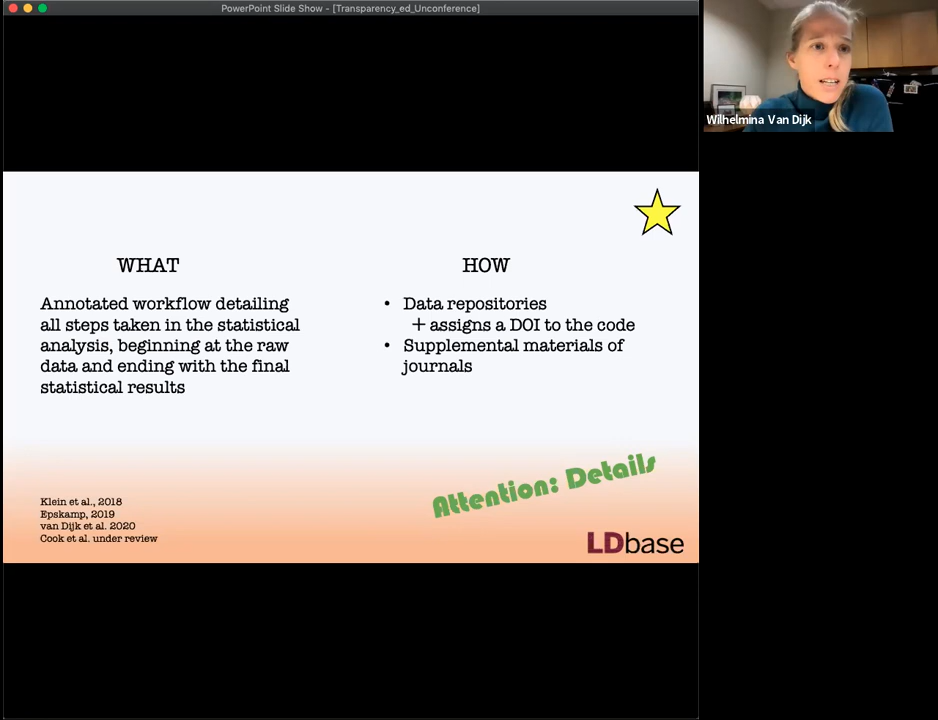 PowerPoint Slide Show - [Transparency_ed_Unconference]
Wilhelmina Van Dijk
WHAT
Annotated workflow detailing
all steps taken in the statistical
analysis, beginning at the raw
data and ending with the final
statistical results
HOW
• Data repositories
+ assigns a DOI to the code
• Supplemental materials of
journals
Attention: Details
Klein et al., 2018
Epskamp, 2019
van Dijk et al. 2020
Cook et al. under review
LDbase